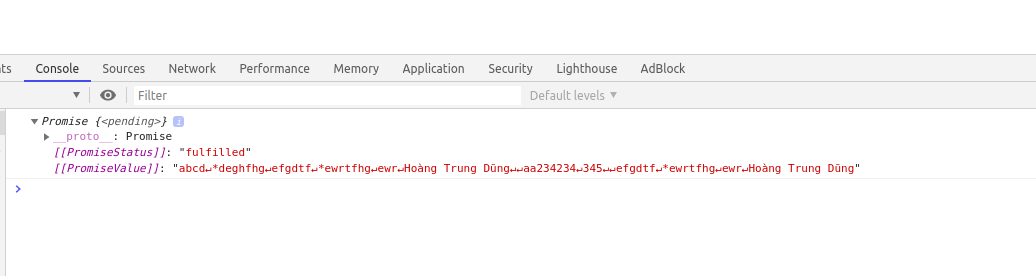 Console Sources Network Performance Memory Application Security Lighthouse AdBlock
Filter Default levels ▼
▼Promise {<pending>} i
▶__proto__: Promise
[[PromiseStatus]]: "fulfilled"
[[PromiseValue]]: "abcd↵*deghfhg↵efgdtf↵*ewrtfhg↵ewr↵Hoàng Trung Dũng↵↵aa234234↵345↵↵efgdtf↵*ewrtfhg↵ewr↵Hoàng Trung Dũng"